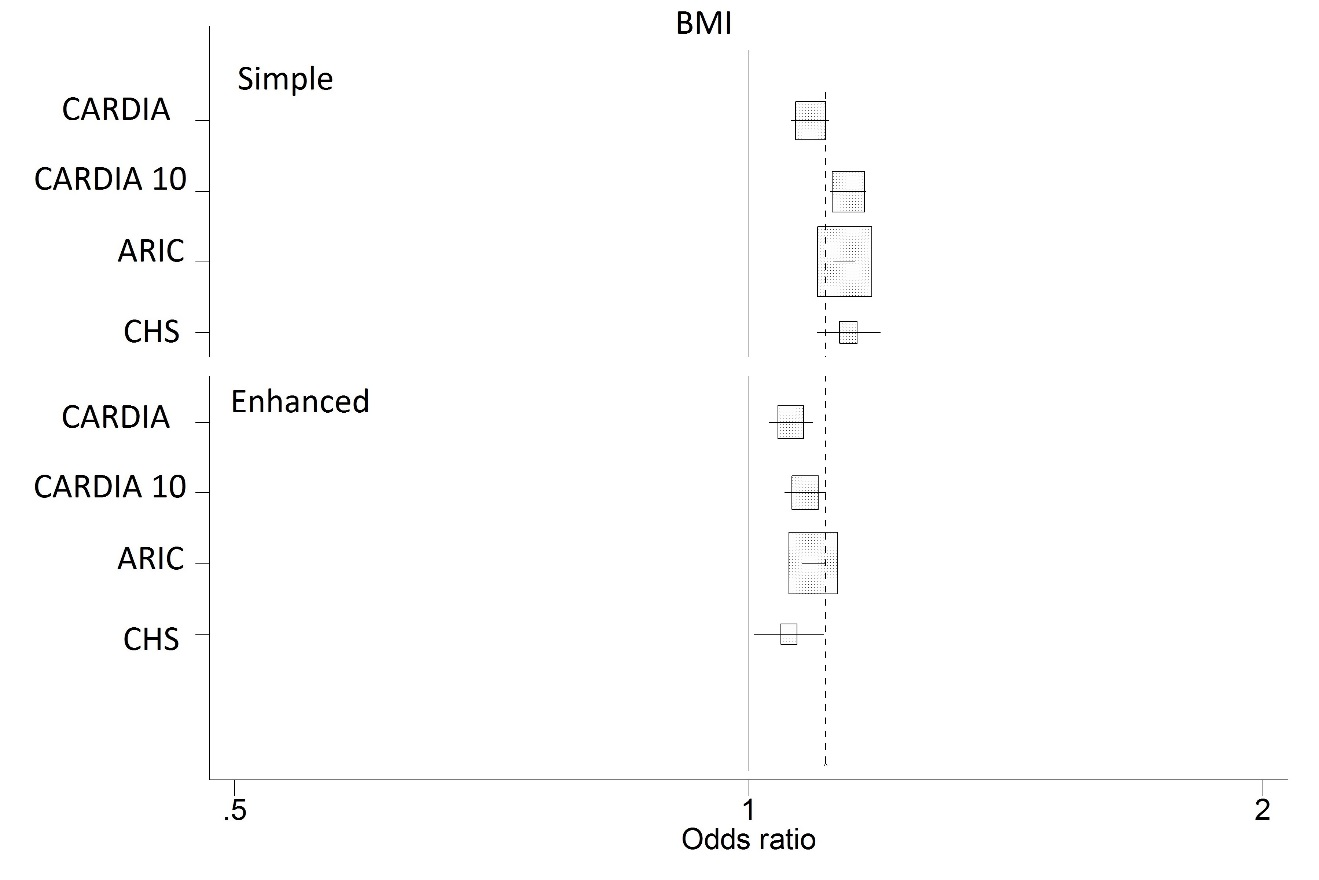 BMI
Simple
CARDIA
CARDIA 10
ARIC
CHS
Enhanced
CARDIA
CARDIA 10
ARIC
CHS
.5 1 2
Odds ratio